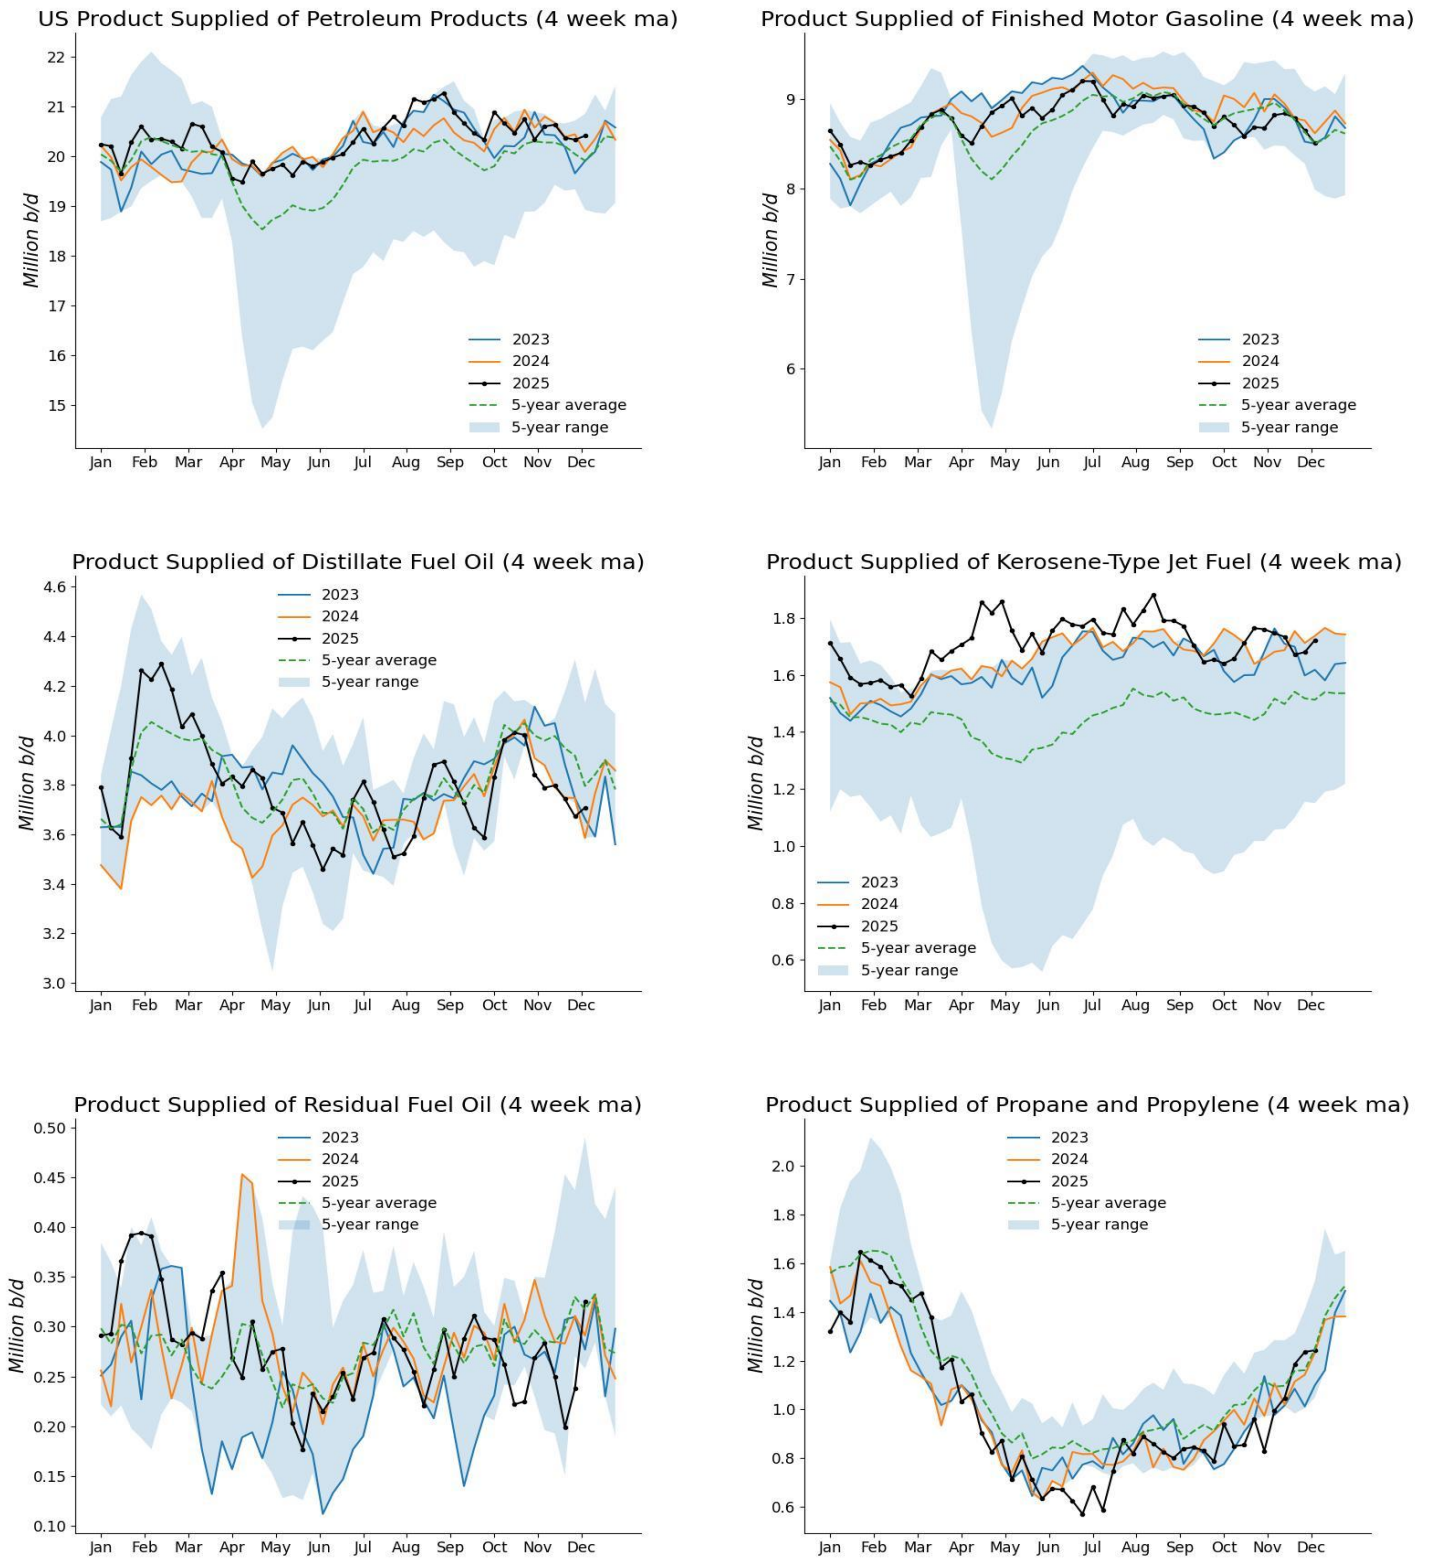 US Product Supplied of Petroleum Products (4 week ma)
Million b/d
22
21
20
19
18
17
16
15
2023
2024
2025
5-year average
5-year range
Jan Feb Mar Apr May Jun Jul Aug Sep Oct Nov Dec
Product Supplied of Finished Motor Gasoline (4 week ma)
Million b/d
9
8
7
6
2023
2024
2025
5-year average
5-year range
Jan Feb Mar Apr May Jun Jul Aug Sep Oct Nov Dec
Product Supplied of Distillate Fuel Oil (4 week ma)
Million b/d
4.6
4.4
4.2
4.0
3.8
3.6
3.4
3.2
3.0
2023
2024
2025
5-year average
5-year range
Jan Feb Mar Apr May Jun Jul Aug Sep Oct Nov Dec
Product Supplied of Kerosene-Type Jet Fuel (4 week ma)
Million b/d
1.8
1.6
1.4
1.2
1.0
0.8
0.6
2023
2024
2025
5-year average
5-year range
Jan Feb Mar Apr May Jun Jul Aug Sep Oct Nov Dec
Product Supplied of Residual Fuel Oil (4 week ma)
Million b/d
0.50
0.45
0.40
0.35
0.30
0.25
0.20
0.15
0.10
2023
2024
2025
5-year average
5-year range
Jan Feb Mar Apr May Jun Jul Aug Sep Oct Nov Dec
Product Supplied of Propane and Propylene (4 week ma)
Million b/d
2.0
1.8
1.6
1.4
1.2
1.0
0.8
0.6
2023
2024
2025
5-year average
5-year range
Jan Feb Mar Apr May Jun Jul Aug Sep Oct Nov Dec